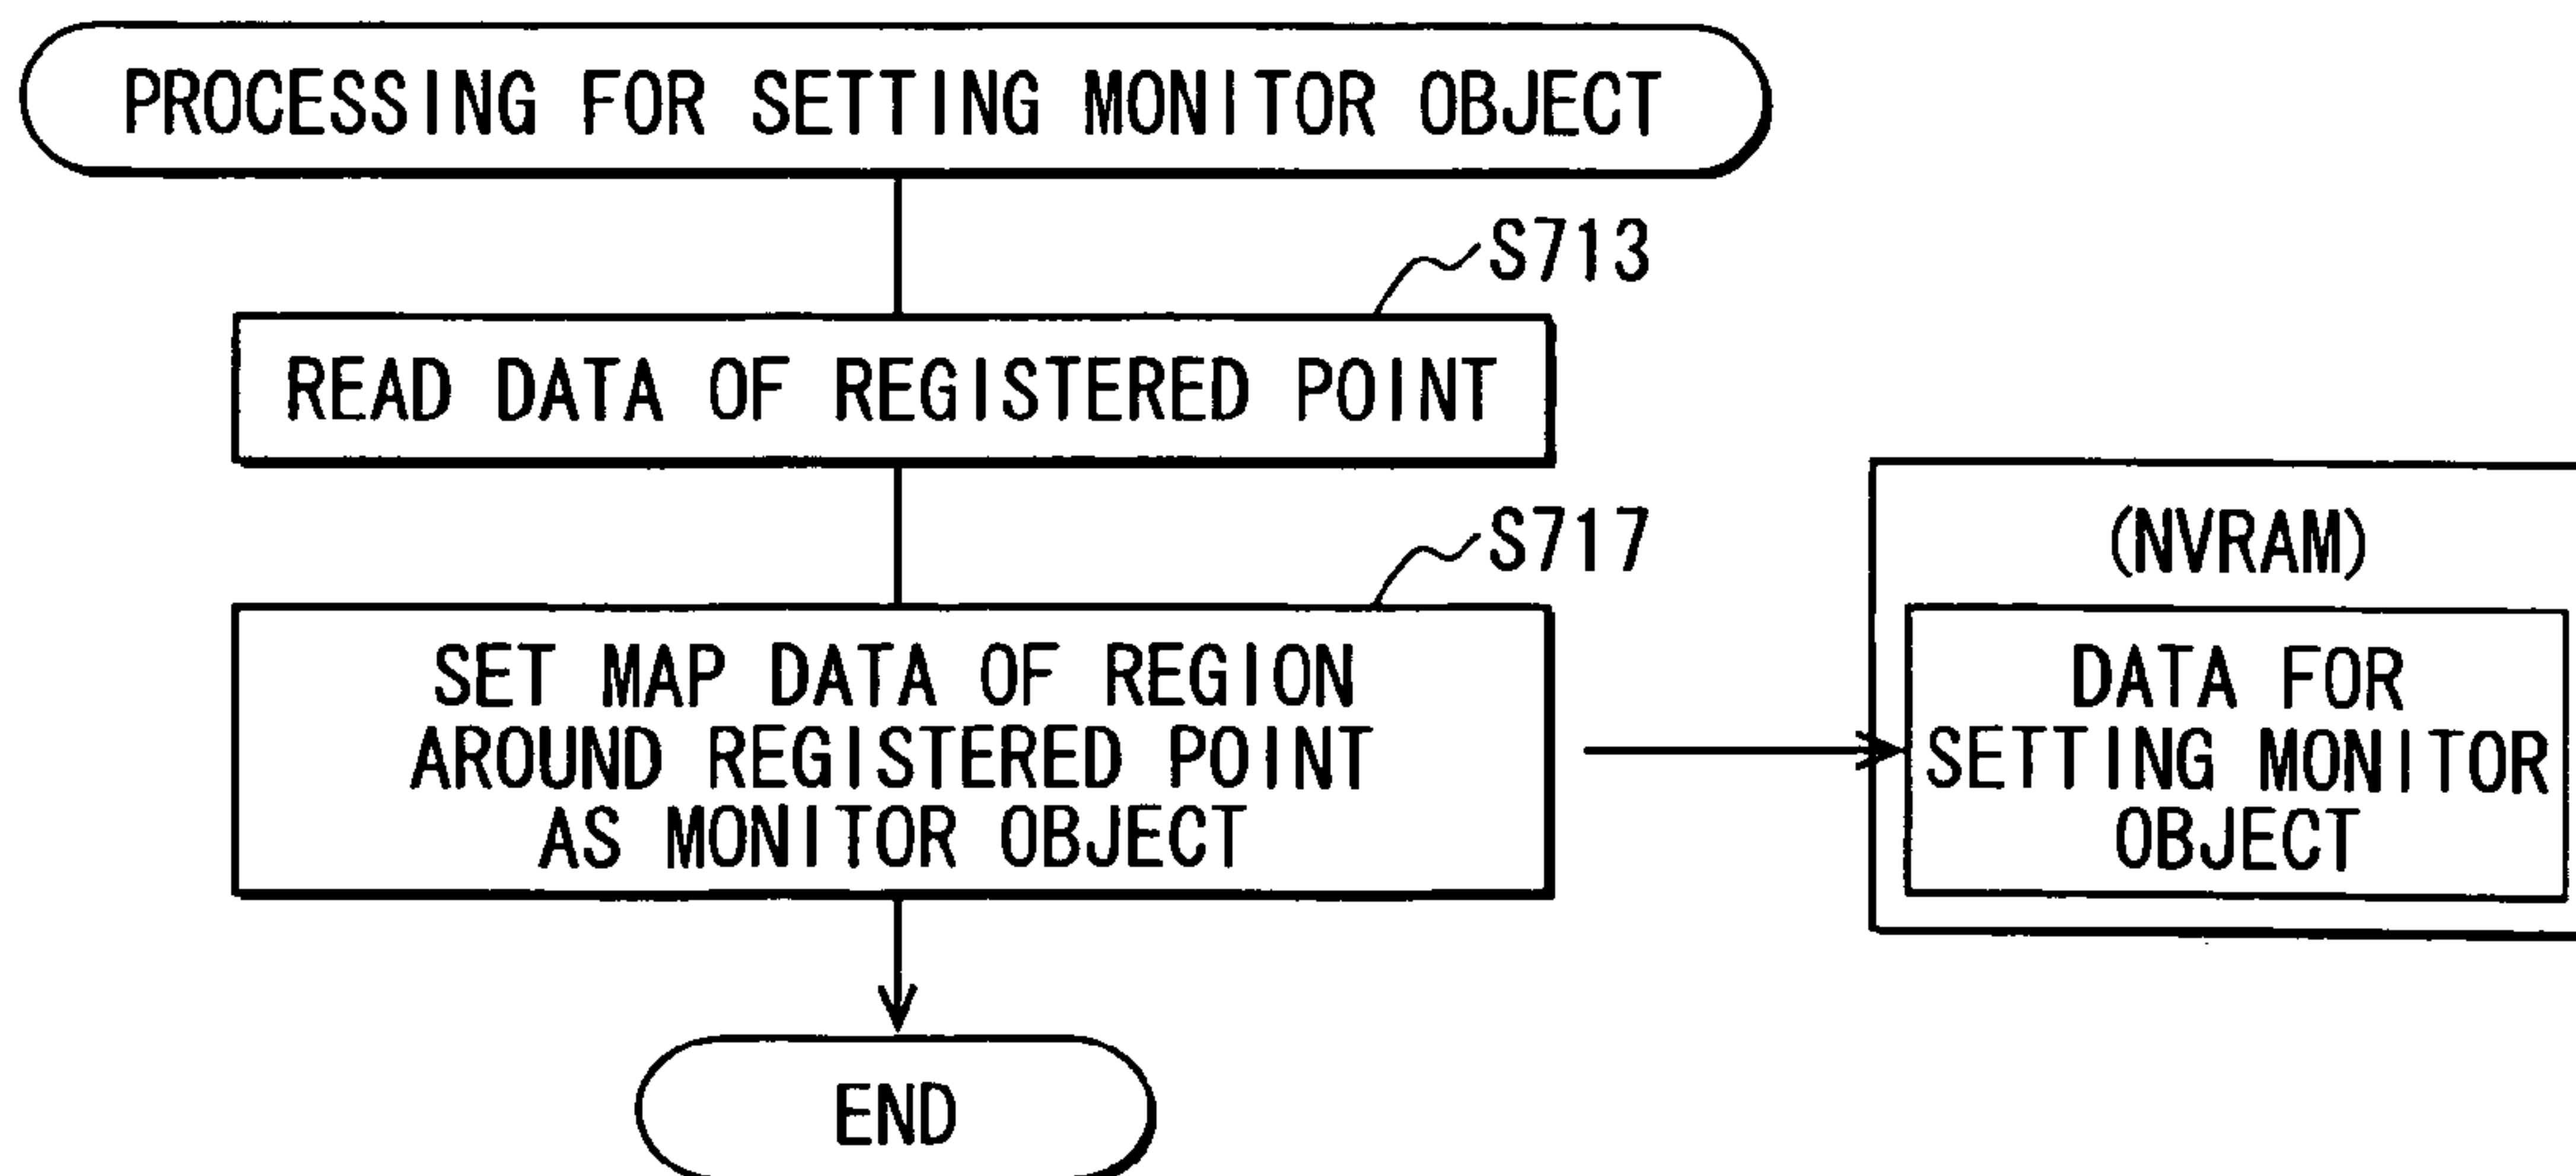 PROCESSING FOR SETTING MONITOR OBJECT
S713
READ DATA OF REGISTERED POINT
S717
SET MAP DATA OF REGION
AROUND REGISTERED POINT
AS MONITOR OBJECT
(NVRAM)
DATA FOR
SETTING MONITOR
OBJECT
END